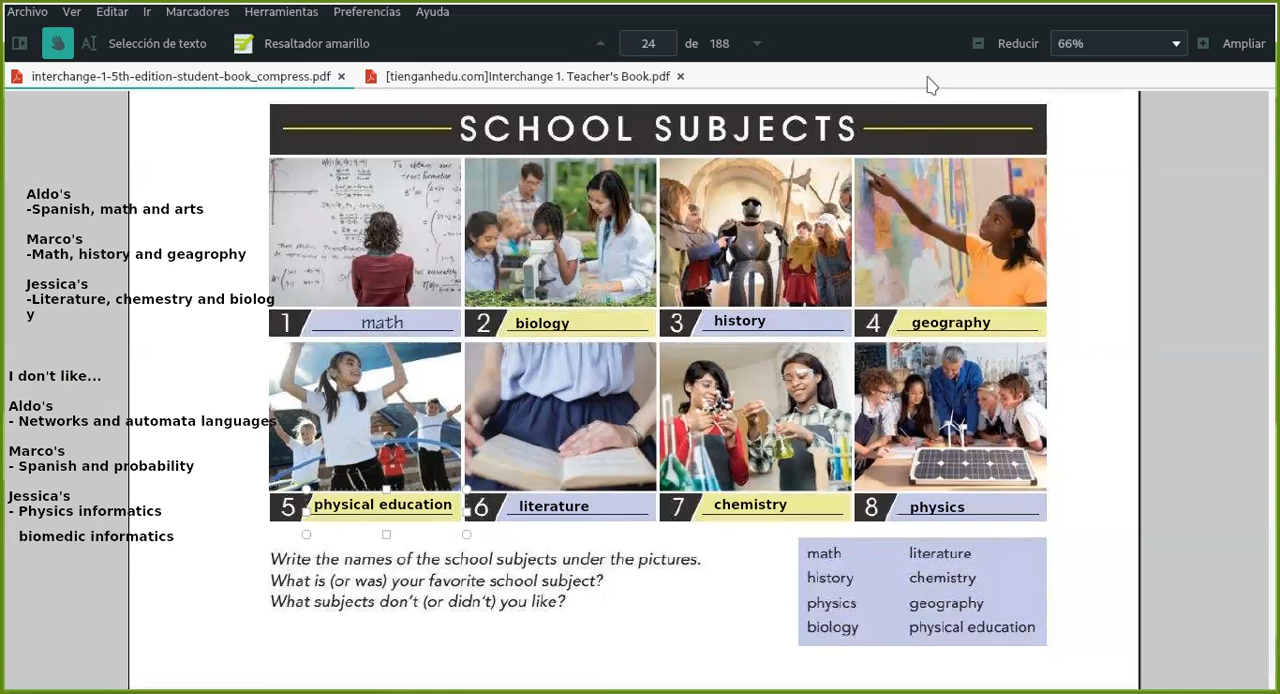 Archivo Ver Editar Ir Marcadores Herramientas Preferencias Ayuda
Selección de texto Resaltador amarillo 24 de 188 Reducir 66% Ampliar
interchange-1-5th-edition-student-book_compress.pdf × [tienganhedu.com]Interchange 1. Teacher's Book.pdf ×
SCHOOL SUBJECTS
Aldo's
-Spanish, math and arts
Marco's
-Math, history and geagrophy
Jessica's
-Literature, chemestry and biolog
y
1 math 2 biology 3 history 4 geography
I don't like...
Aldo's
- Networks and automata languages
Marco's
- Spanish and probability
Jessica's
- Physics informatics
biomedic informatics
5 physical education 6 literature 7 chemistry 8 physics
Write the names of the school subjects under the pictures.
What is (or was) your favorite school subject?
What subjects don't (or didn't) you like?
math literature
history chemistry
physics geography
biology physical education